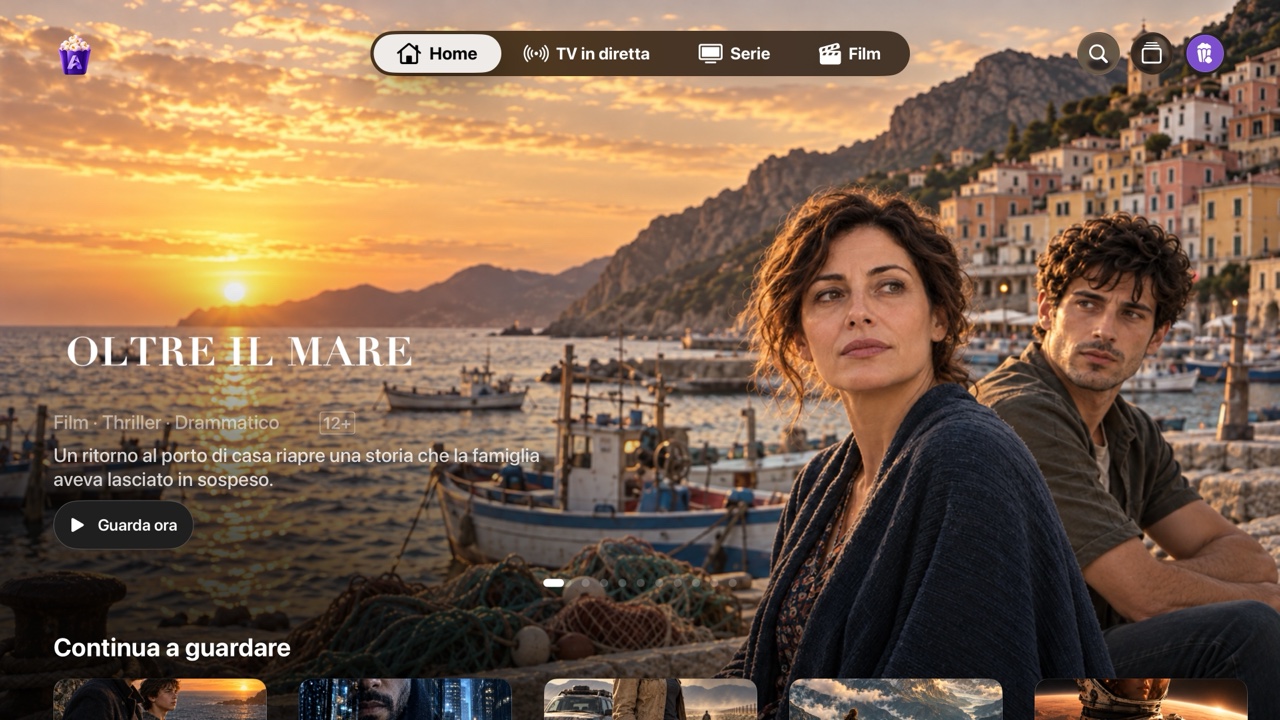 Home
TV in diretta
Serie
Film
OLTRE IL MARE
Film · Thriller · Drammatico 12+
Un ritorno al porto di casa riapre una storia che la famiglia
aveva lasciato in sospeso.
Guarda ora
Continua a guardare